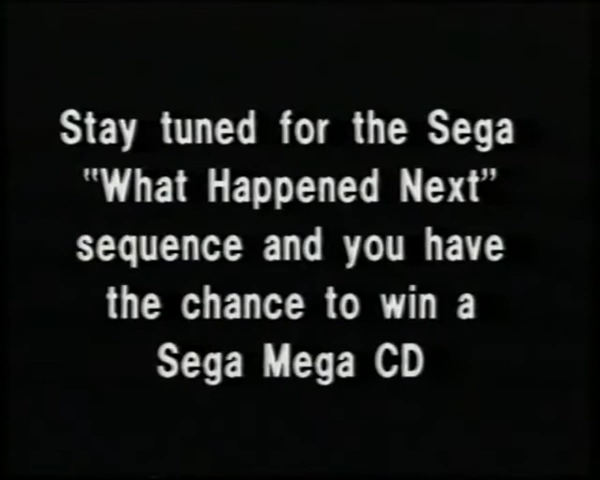 Stay tuned for the Sega
"What Happened Next”
sequence and you have
the chance to win a
Sega Mega CD